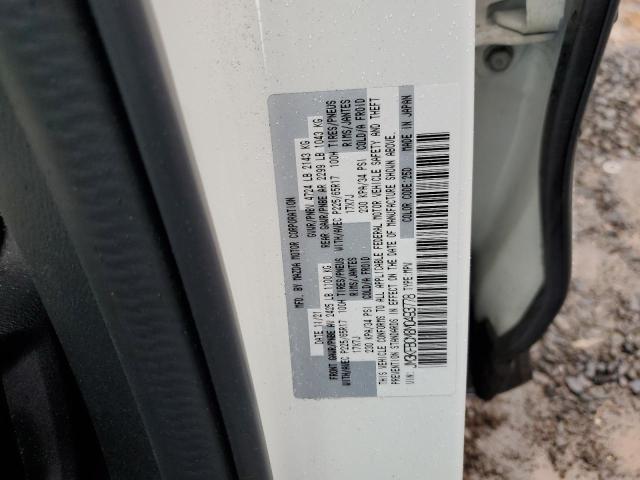 MFD. BY MAZDA MOTOR CORPORATION
DATE: 11/21 GVWR/PNBV 4724 LB 2143 KG
FRONT GAWR/PNBE AV 2425 LB 1100 KG REAR GAWR/PNBE AR 2299 LB 1043 KG
WITH/AVEC P225/65R17 100H TIRES/PNEUS WITH/AVEC P225/65R17 100H TIRES/PNEUS
17X7J RIMS/JANTES 17X7J RIMS/JANTES
230 KPA/34 PSI COLD/A FROID 230 KPA/34 PSI COLD/A FROID
THIS VEHICLE CONFORMS TO ALL APPLICABLE FEDERAL MOTOR VEHICLE SAFETY AND THEFT
PREVENTION STANDARDS IN EFFECT ON THE DATE OF MANUFACTURE SHOWN ABOVE.
COLOR CODE:25D MADE IN JAPAN
VIN: TYPE:MPV